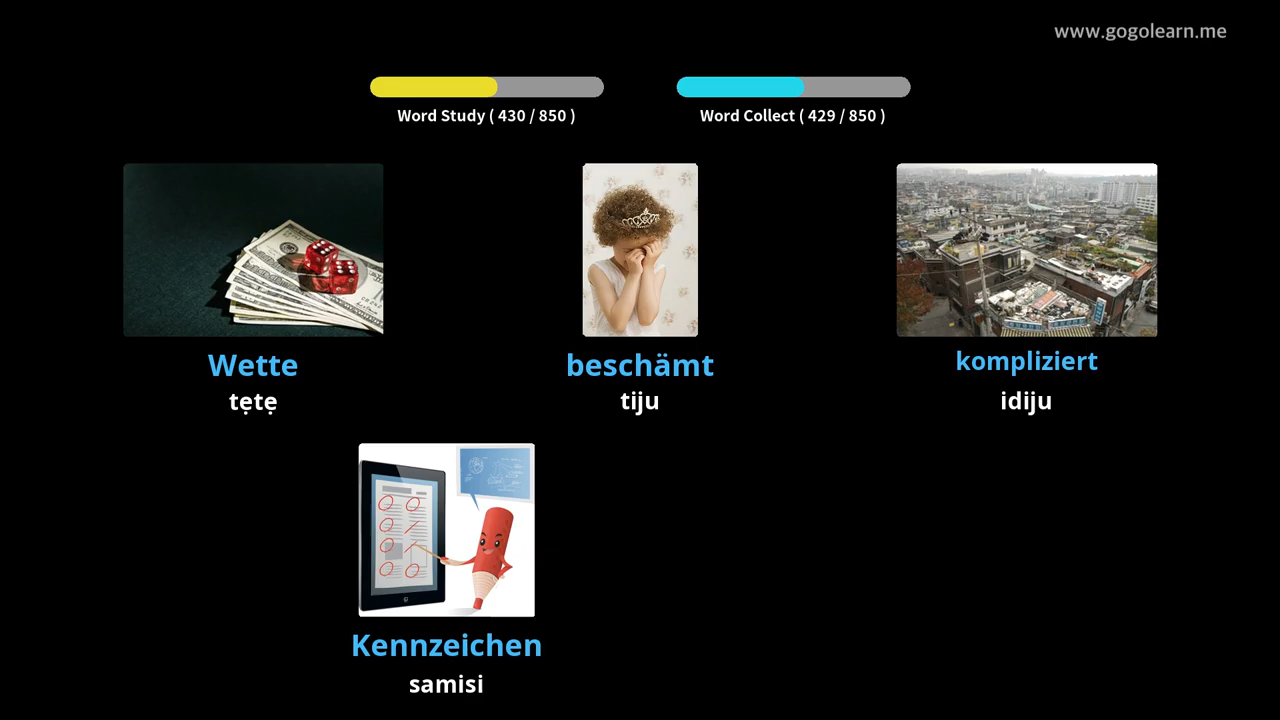 www.gogolearn.me
Word Study ( 430 / 850 )
Word Collect ( 429 / 850 )
Wette
tẹtẹ
beschämt
tiju
kompliziert
idiju
Kennzeichen
samisi